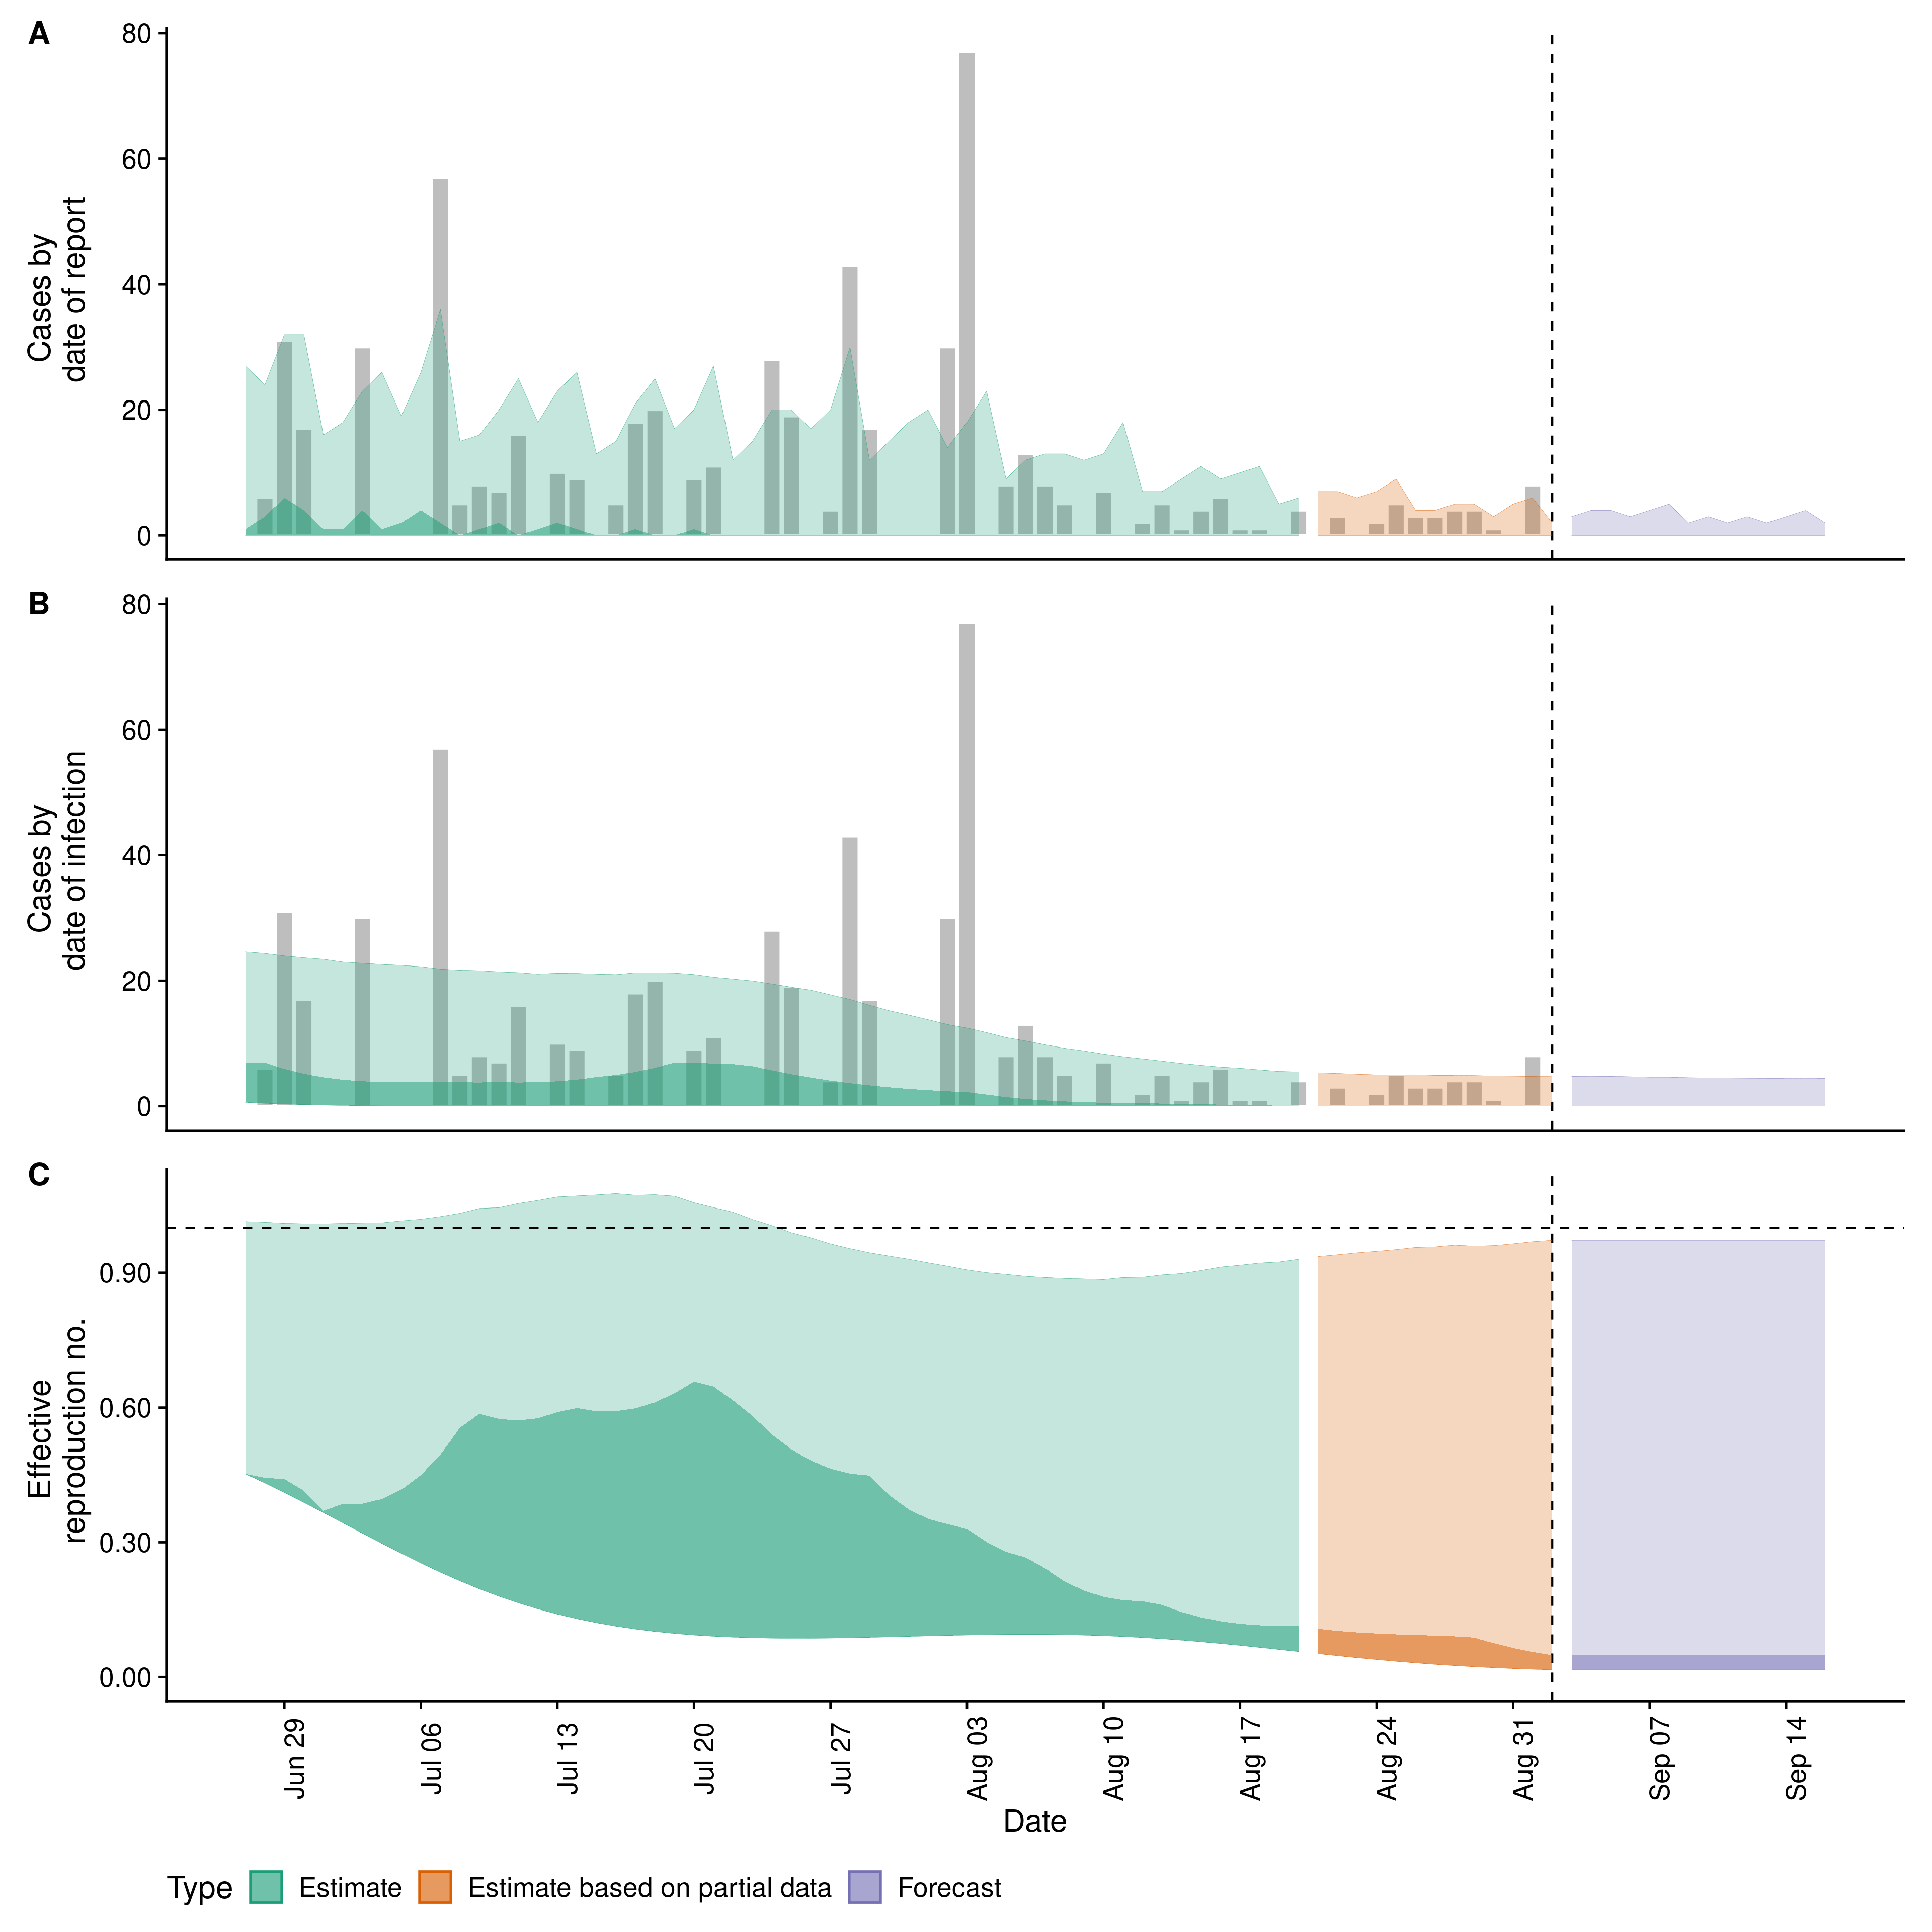 A
Cases by
date of report
80
60
40
20
0
B
Cases by
date of infection
80
60
40
20
0
C
Effective
reproduction no.
0.90
0.60
0.30
0.00
Jun 29
Jul 06
Jul 13
Jul 20
Jul 27
Aug 03
Aug 10
Aug 17
Aug 24
Aug 31
Sep 07
Sep 14
Date
Type Estimate Estimate based on partial data Forecast